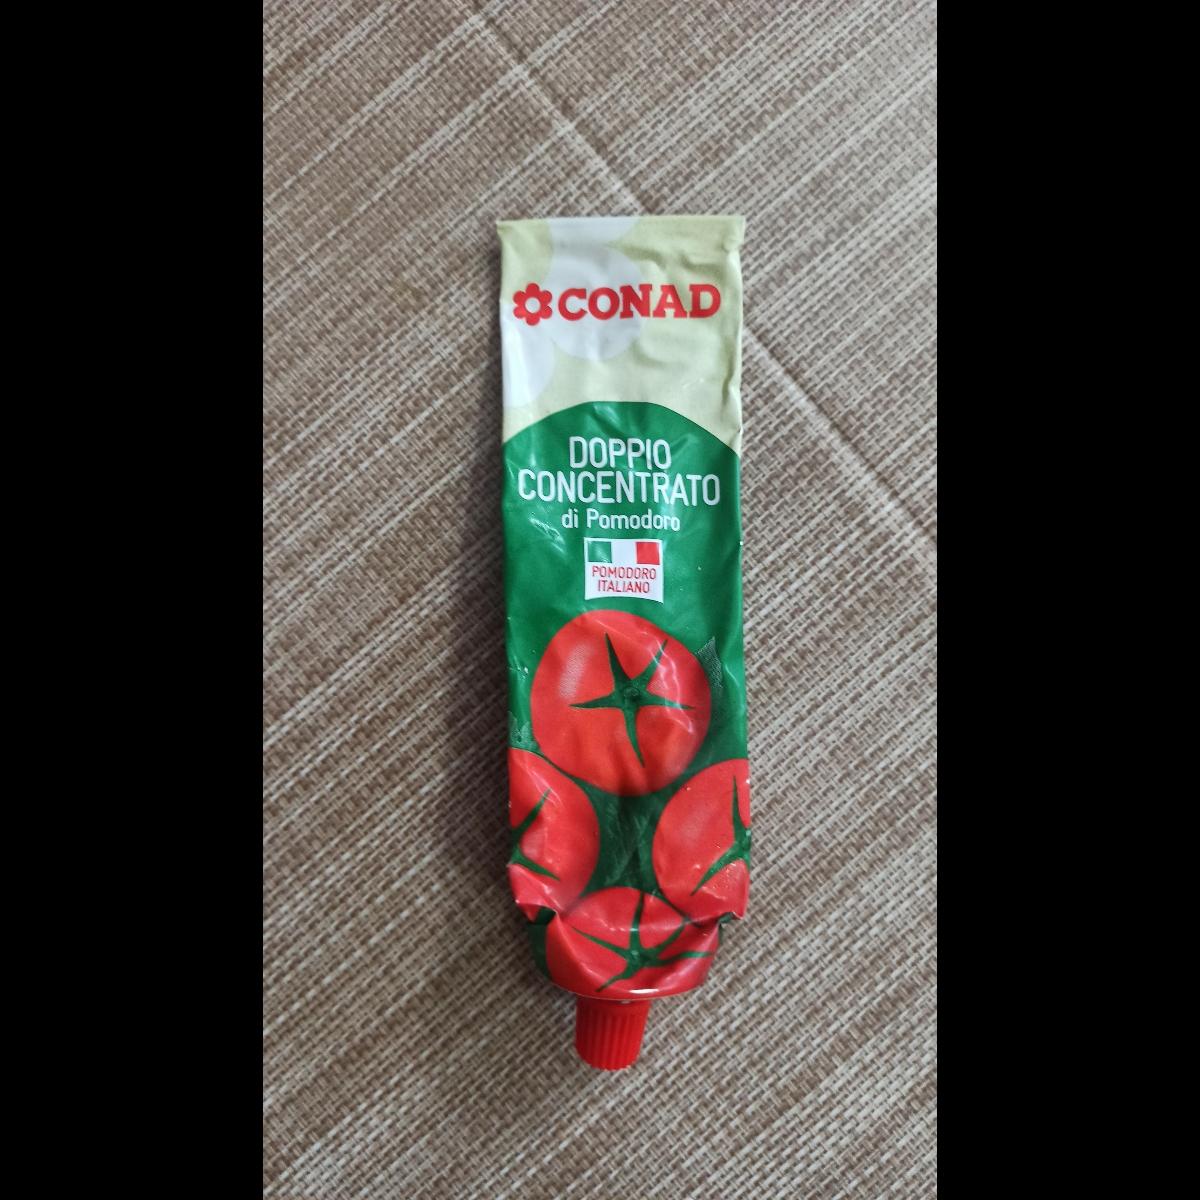 CONAD
DOPPIO
CONCENTRATO
di Pomodoro
POMODORO
ITALIANO